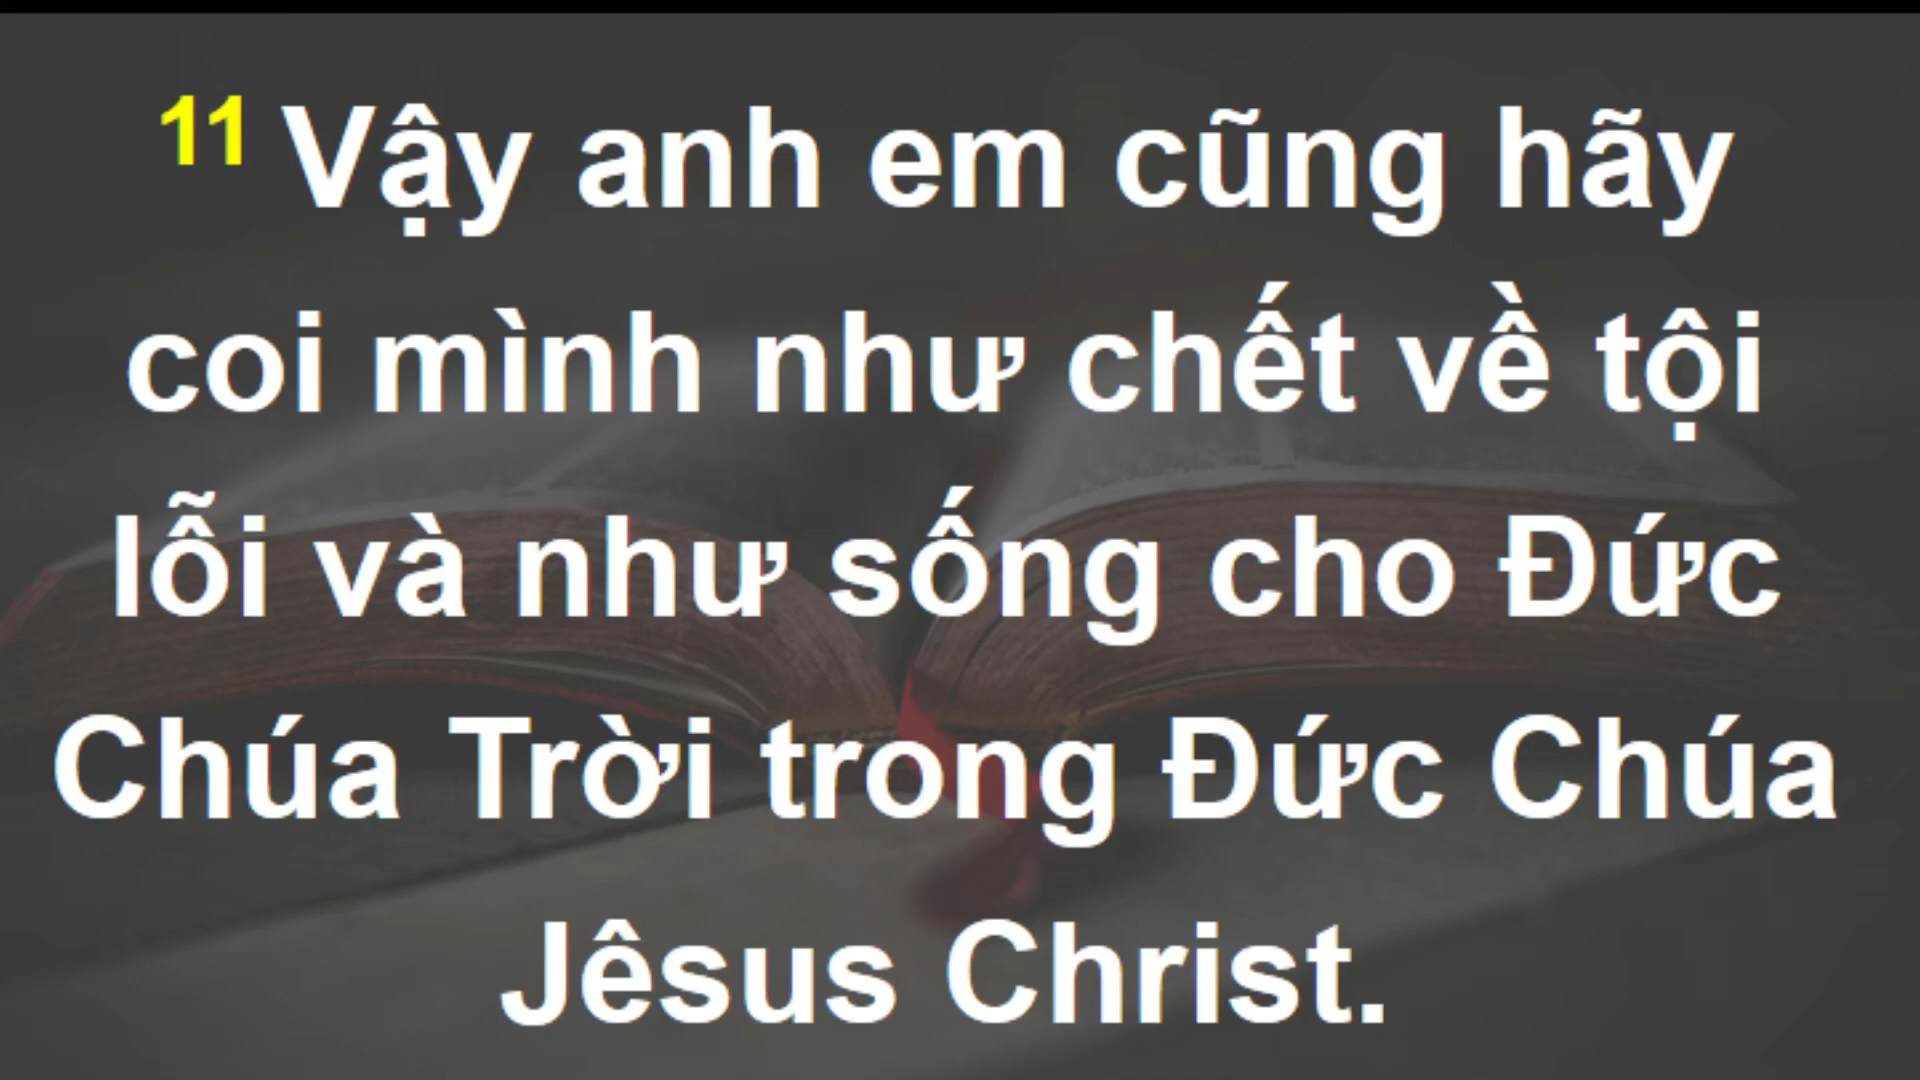 11 Vậy anh em cũng hãy
coi mình như chết về tội
lỗi và như sống cho Đức
Chúa Trời trong Đức Chúa
Jêsus Christ.